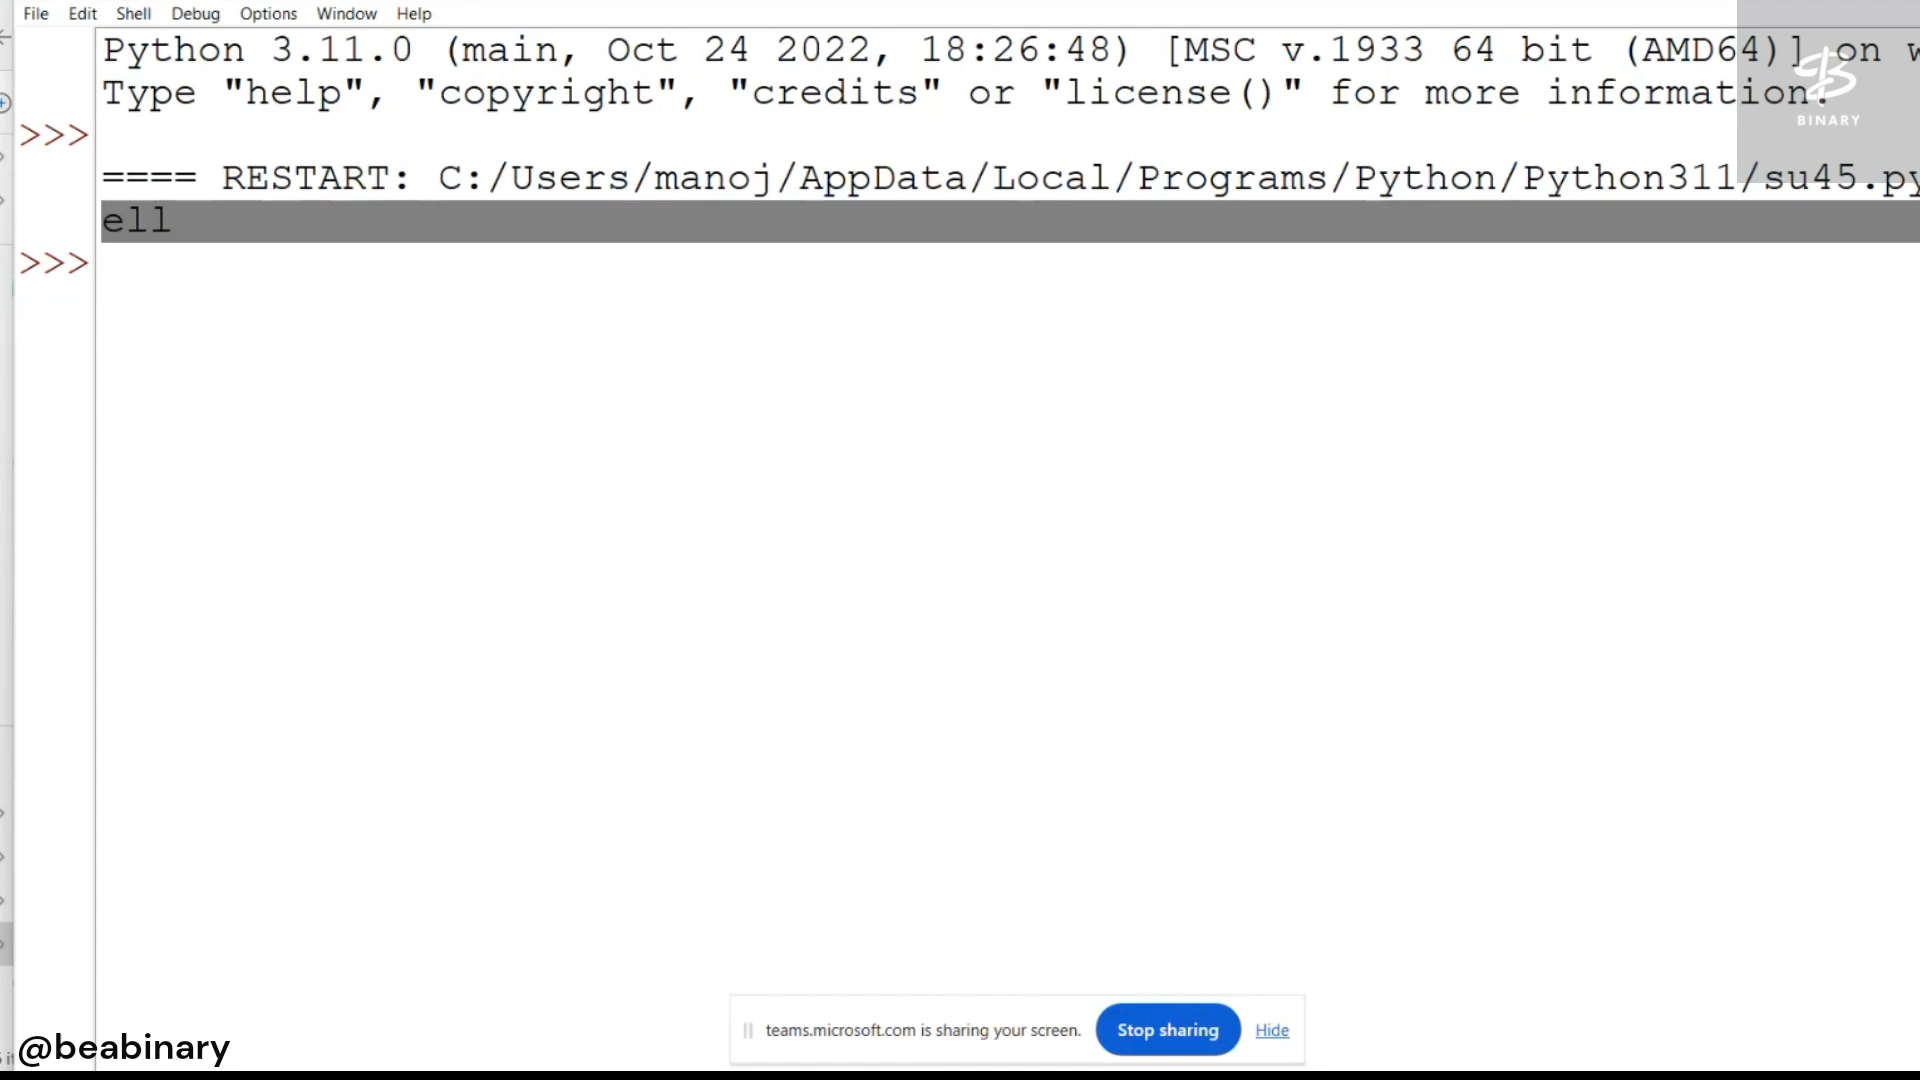 File Edit Shell Debug Options Window Help
Python 3.11.0 (main, Oct 24 2022, 18:26:48) [MSC v.1933 64 bit (AMD64)] on w
Type "help", "copyright", "credits" or "license()" for more information.
>>>
==== RESTART: C:/Users/manoj/AppData/Local/Programs/Python/Python311/su45.py
ell
>>>
BINARY
teams.microsoft.com is sharing your screen. Stop sharing Hide
@beabinary